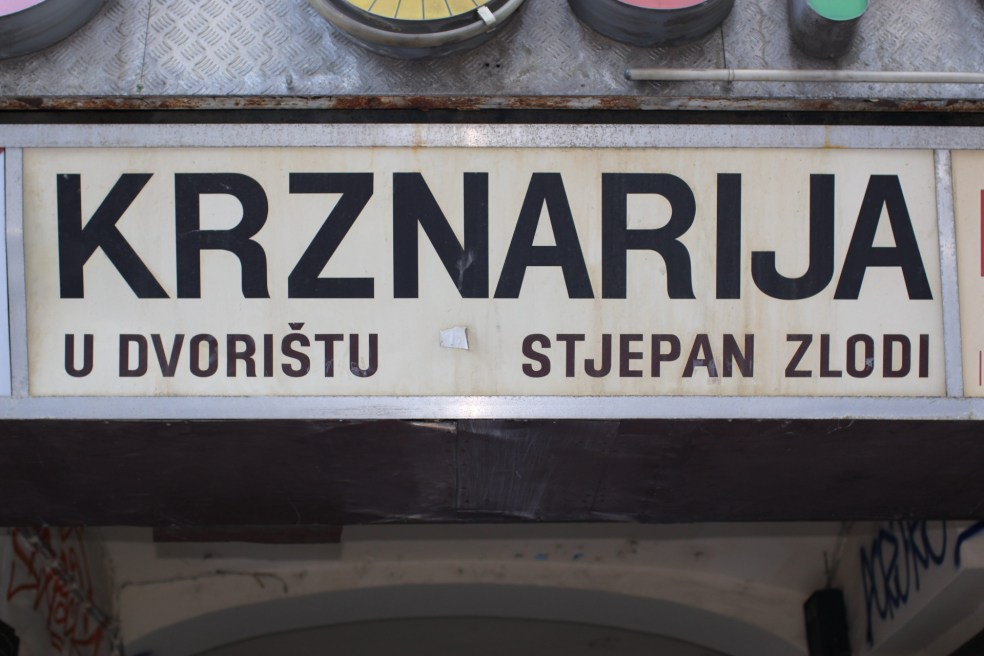 KRZNARIJA
U DVORIŠTU STJEPAN ZLODI